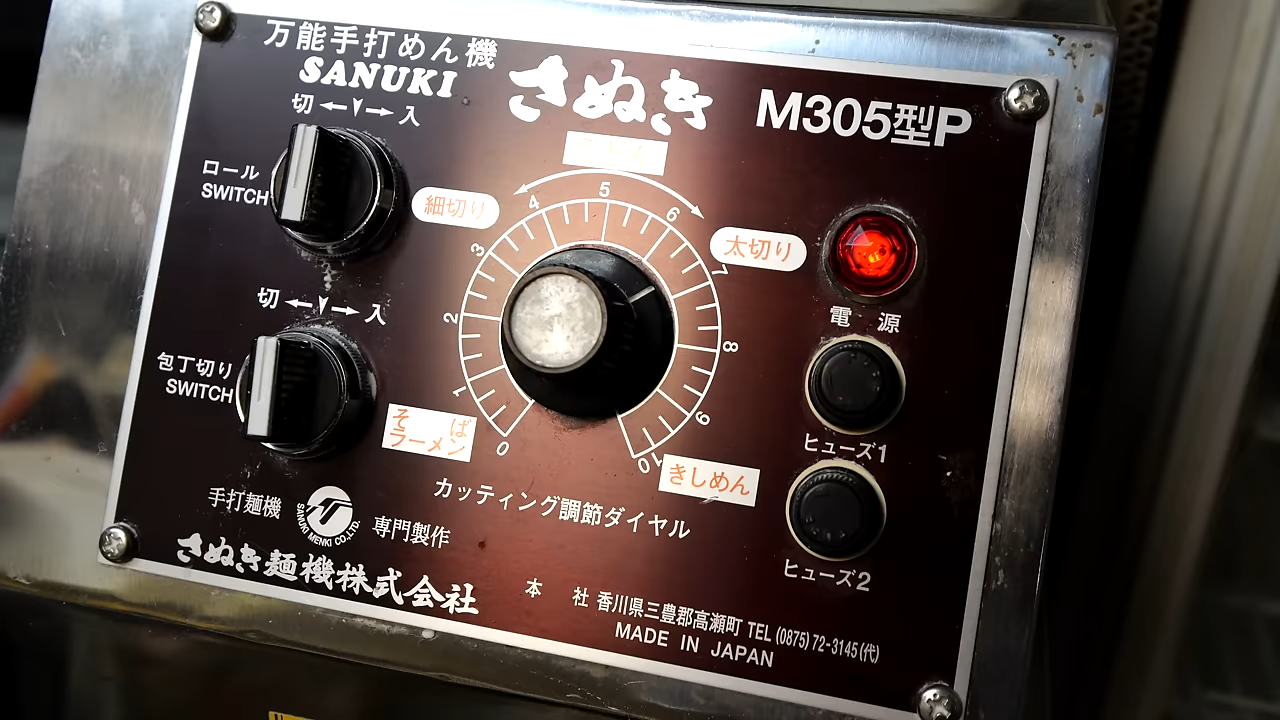 万能手打めん機
SANUKI
さぬき
M305型P
切 ←→ 入
ロール
SWITCH
細切り
太切り
0 1 2 3 4 5 6 7 8 9 10
電源
切 ←→ 入
包丁切り
SWITCH
そば
ラーメン
きしめん
カッティング調節ダイヤル
ヒューズ1
ヒューズ2
手打麺機
SANUKI MENKI CO.,LTD.
専門製作
さぬき麺機株式会社
本社 香川県三豊郡高瀬町 TEL (0875) 72-3145 (代)
MADE IN JAPAN